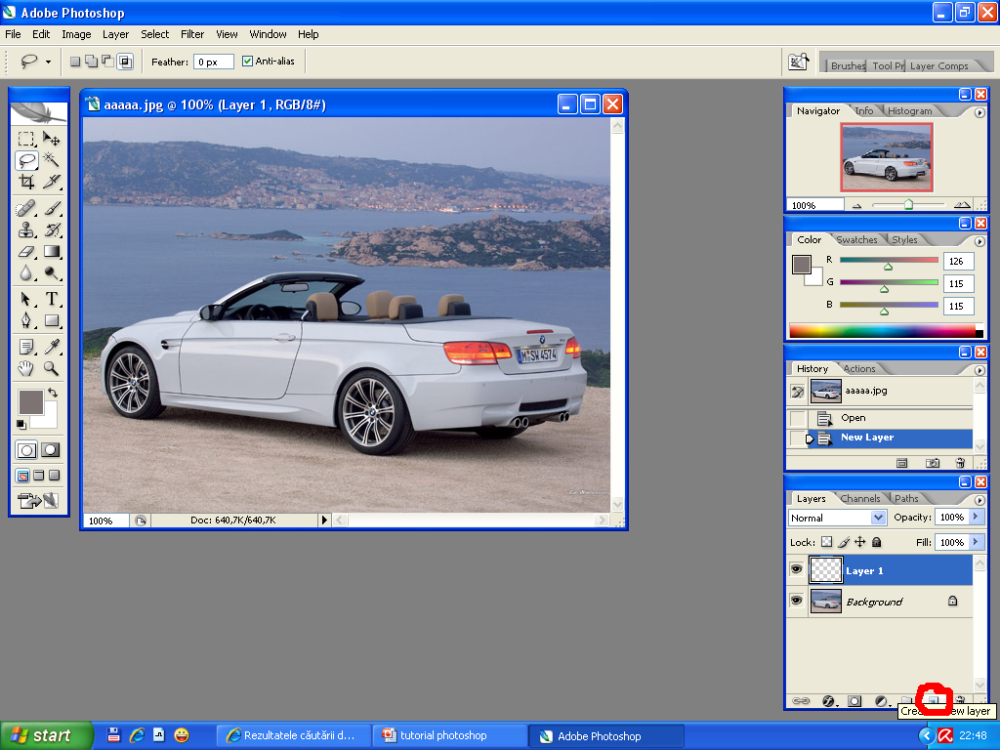 Adobe Photoshop
File Edit Image Layer Select Filter View Window Help
Feather: 0 px Anti-alias
Brushes Tool Pr Layer Comps
aaaaa.jpg @ 100% (Layer 1, RGB/8#)
M SW 4574
100% Doc: 640,7K/640,7K
T
Navigator Info Histogram
100%
Color Swatches Styles
R 126
G 115
B 115
History Actions
aaaaa.jpg
Open
New Layer
Layers Channels Paths
Normal Opacity: 100%
Lock: Fill: 100%
Layer 1
Background
Crea new layer
start Rezultatele căutării d... tutorial photoshop Adobe Photoshop 22:48